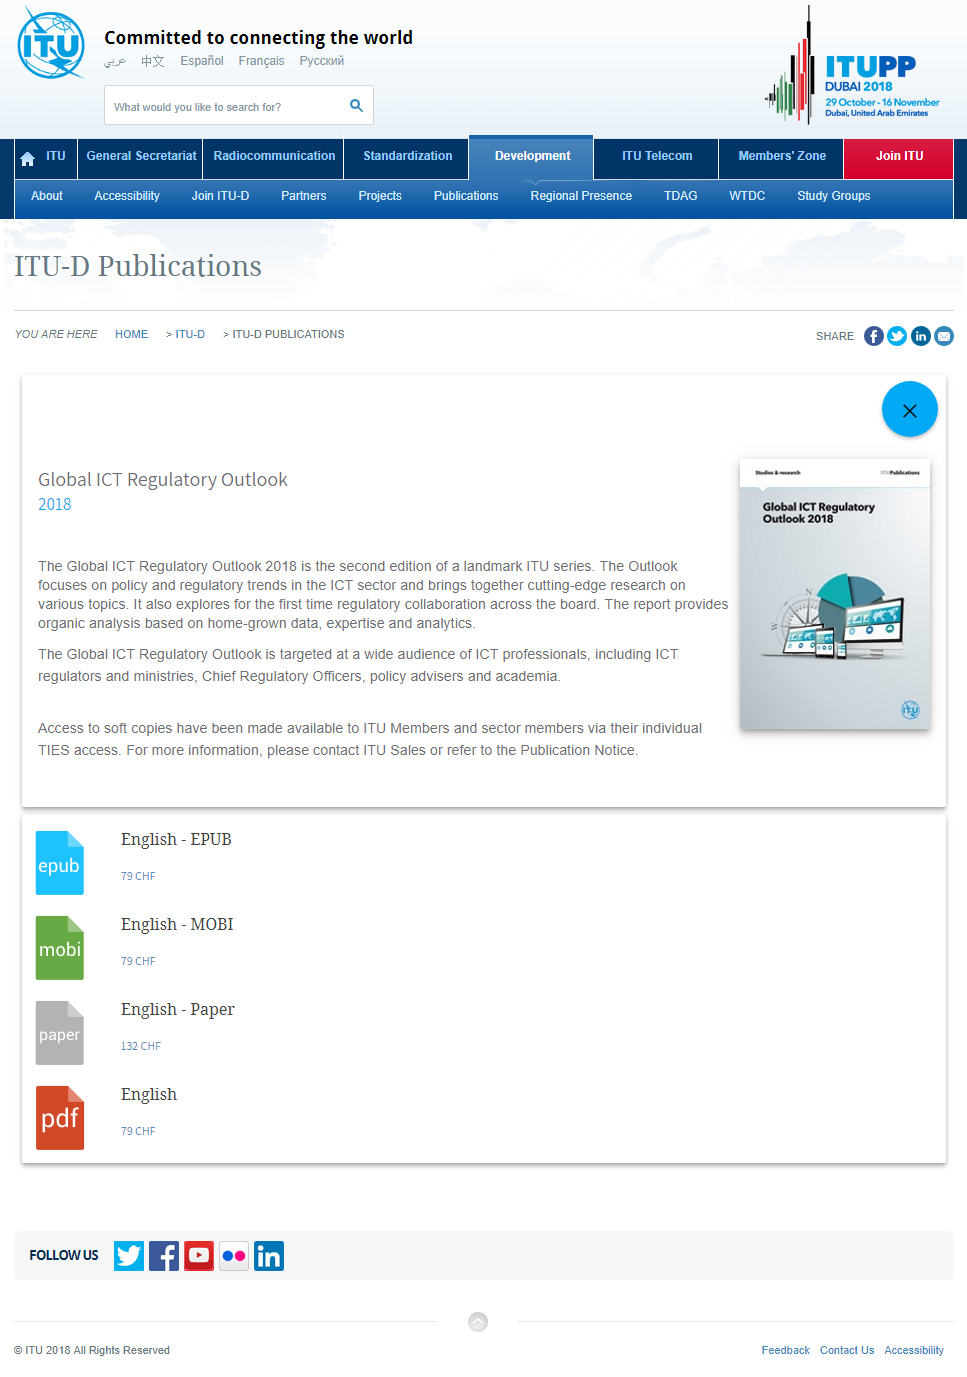 ITU
Committed to connecting the world
عربي 中文 Español Français Русский
What would you like to search for?
ITUPP
DUBAI 2018
29 October - 16 November
Dubai, United Arab Emirates
ITU General Secretariat Radiocommunication Standardization Development ITU Telecom Members' Zone Join ITU
About Accessibility Join ITU-D Partners Projects Publications Regional Presence TDAG WTDC Study Groups
ITU-D Publications
YOU ARE HERE HOME > ITU-D > ITU-D PUBLICATIONS
SHARE
Global ICT Regulatory Outlook
2018
The Global ICT Regulatory Outlook 2018 is the second edition of a landmark ITU series. The Outlook
focuses on policy and regulatory trends in the ICT sector and brings together cutting-edge research on
various topics. It also explores for the first time regulatory collaboration across the board. The report provides
organic analysis based on home-grown data, expertise and analytics.
The Global ICT Regulatory Outlook is targeted at a wide audience of ICT professionals, including ICT
regulators and ministries, Chief Regulatory Officers, policy advisers and academia.
Access to soft copies have been made available to ITU Members and sector members via their individual
TIES access. For more information, please contact ITU Sales or refer to the Publication Notice.
Studies & research ITUPublications
Global ICT Regulatory
Outlook 2018
N
W
ITU
epub
English - EPUB
79 CHF
mobi
English - MOBI
79 CHF
paper
English - Paper
132 CHF
pdf
English
79 CHF
FOLLOW US
© ITU 2018 All Rights Reserved
Feedback Contact Us Accessibility